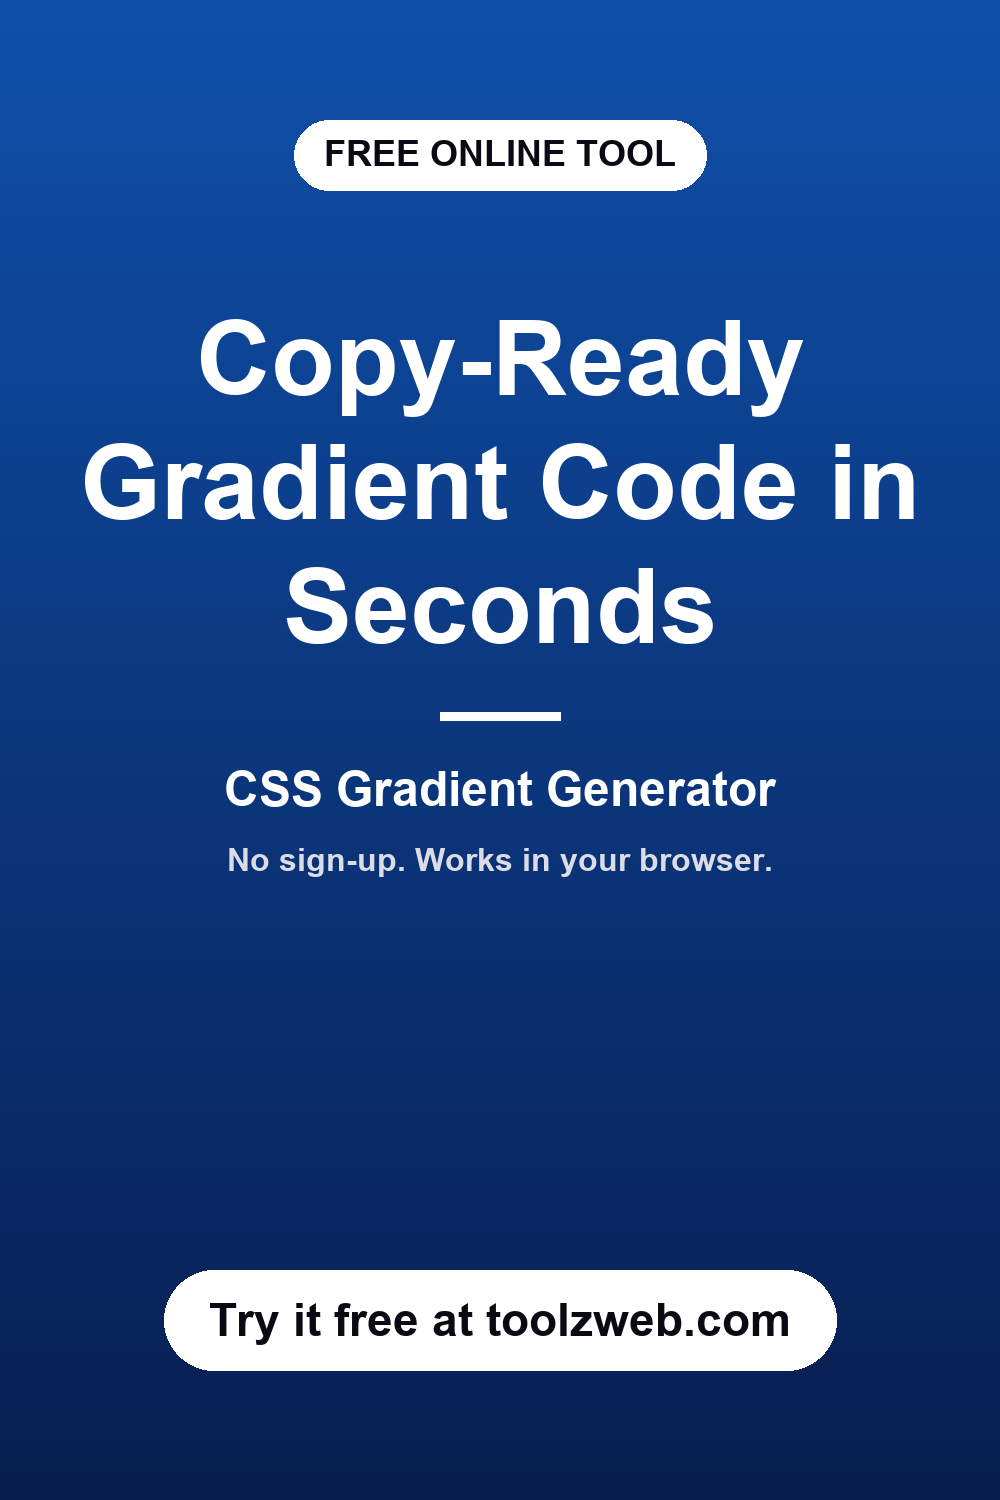 FREE ONLINE TOOL
Copy-Ready
Gradient Code in
Seconds
CSS Gradient Generator
No sign-up. Works in your browser.
Try it free at toolzweb.com